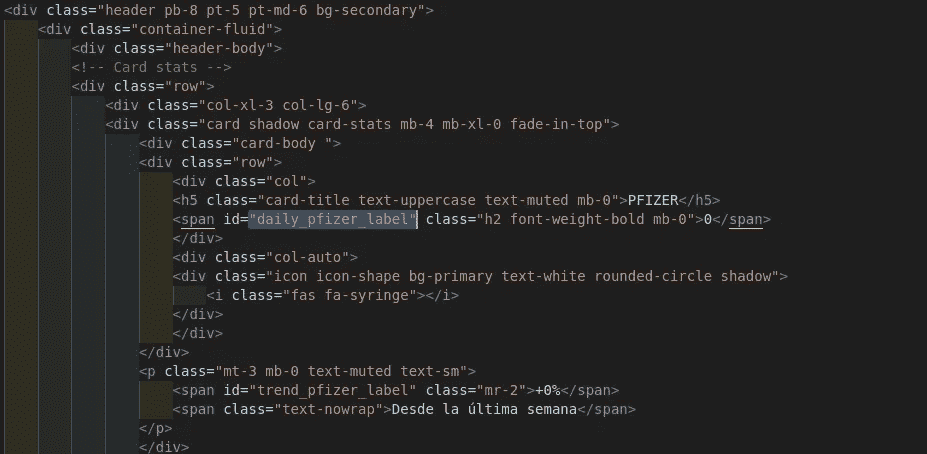 <div class="header pb-8 pt-5 pt-md-6 bg-secondary">
<div class="container-fluid">
<div class="header-body">
<!-- Card stats -->
<div class="row">
<div class="col-xl-3 col-lg-6">
<div class="card shadow card-stats mb-4 mb-xl-0 fade-in-top">
<div class="card-body ">
<div class="row">
<div class="col">
<h5 class="card-title text-uppercase text-muted mb-0">PFIZER</h5>
<span id="daily_pfizer_label" class="h2 font-weight-bold mb-0">0</span>
</div>
<div class="col-auto">
<div class="icon icon-shape bg-primary text-white rounded-circle shadow">
<i class="fas fa-syringe"></i>
</div>
</div>
</div>
<p class="mt-3 mb-0 text-muted text-sm">
<span id="trend_pfizer_label" class="mr-2">+0%</span>
<span class="text-nowrap">Desde la última semana</span>
</p>
</div>